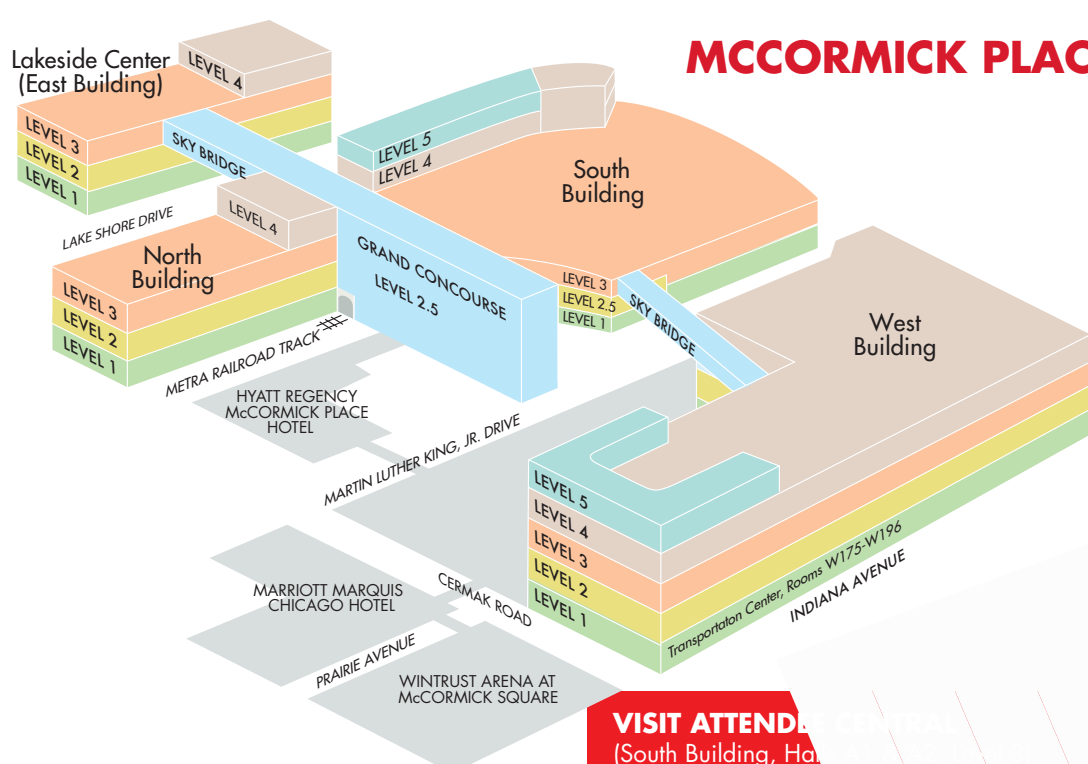 MCCORMICK PLAC
Lakeside Center
(East Building)
LEVEL 4
LEVEL 3
LEVEL 2
LEVEL 1
SKY BRIDGE
LAKE SHORE DRIVE
LEVEL 5
LEVEL 4
South
Building
North
Building
LEVEL 4
LEVEL 3
LEVEL 2
LEVEL 1
GRAND CONCOURSE
LEVEL 2.5
LEVEL 3
LEVEL 2.5
LEVEL 1
SKY BRIDGE
West
Building
METRA RAILROAD TRACK
HYATT REGENCY
McCORMICK PLACE
HOTEL
MARTIN LUTHER KING, JR. DRIVE
LEVEL 5
LEVEL 4
LEVEL 3
LEVEL 2
LEVEL 1
Transportaton Center, Rooms W175-W196
INDIANA AVENUE
MARRIOTT MARQUIS
CHICAGO HOTEL
CERMAK ROAD
PRAIRIE AVENUE
WINTRUST ARENA AT
McCORMICK SQUARE
VISIT ATTENDEE CENTRAL
(South Building,